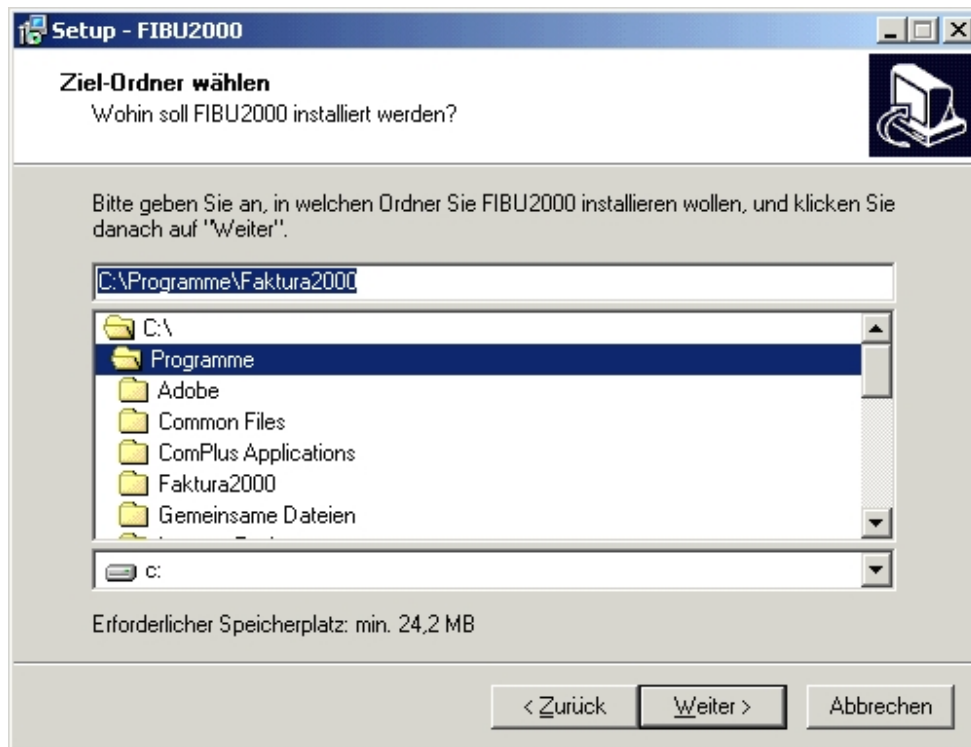 Setup - FIBU2000
Ziel-Ordner wählen
Wohin soll FIBU2000 installiert werden?
Bitte geben Sie an, in welchen Ordner Sie FIBU2000 installieren wollen, und klicken Sie
danach auf "Weiter".
C:\Programme\Faktura2000
C:\
Programme
Adobe
Common Files
ComPlus Applications
Faktura2000
Gemeinsame Dateien
c:
Erforderlicher Speicherplatz: min. 24,2 MB
< Zurück Weiter > Abbrechen